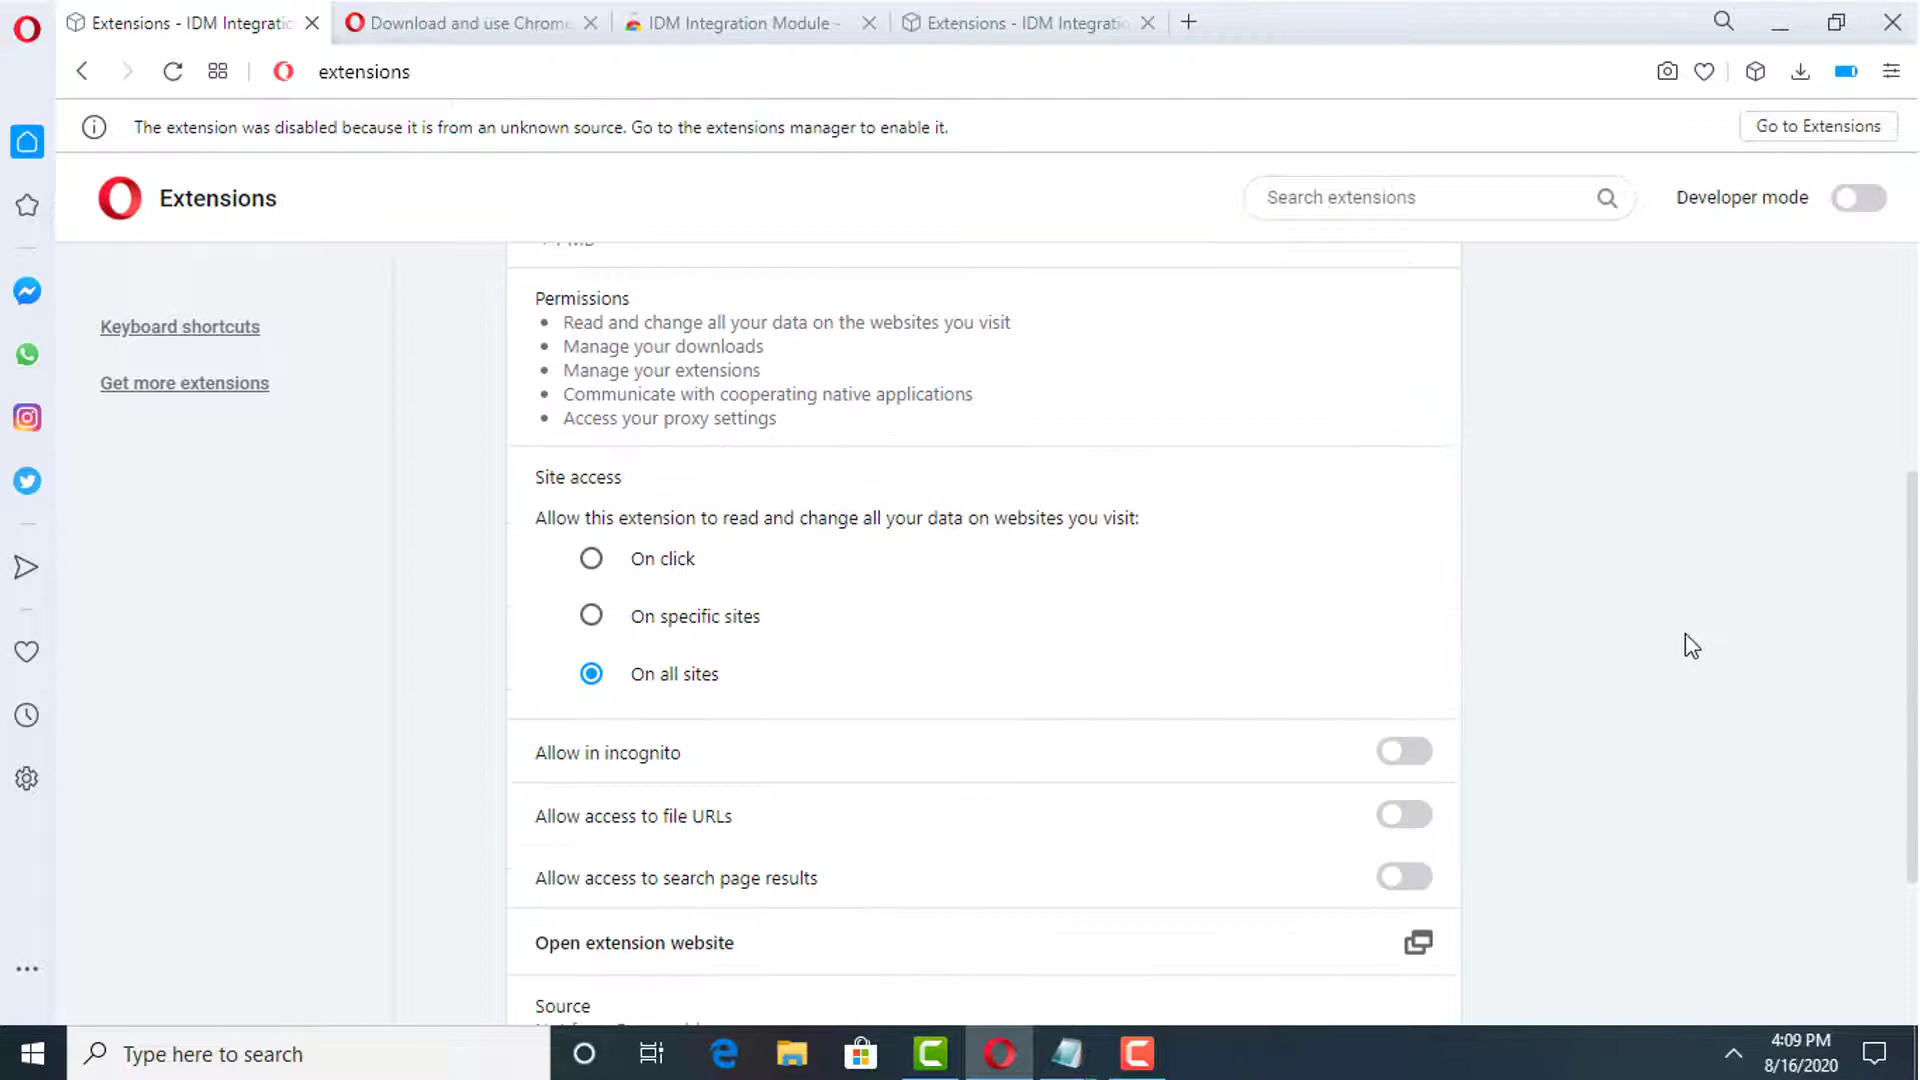 Extensions - IDM Integratic
Download and use Chrome
IDM Integration Module -
Extensions - IDM Integratic
extensions
The extension was disabled because it is from an unknown source. Go to the extensions manager to enable it.
Go to Extensions
Extensions
Search extensions
Developer mode
Keyboard shortcuts
Get more extensions
Permissions
• Read and change all your data on the websites you visit
• Manage your downloads
• Manage your extensions
• Communicate with cooperating native applications
• Access your proxy settings
Site access
Allow this extension to read and change all your data on websites you visit:
On click
On specific sites
On all sites
Allow in incognito
Allow access to file URLs
Allow access to search page results
Open extension website
Source
Type here to search
4:09 PM
8/16/2020